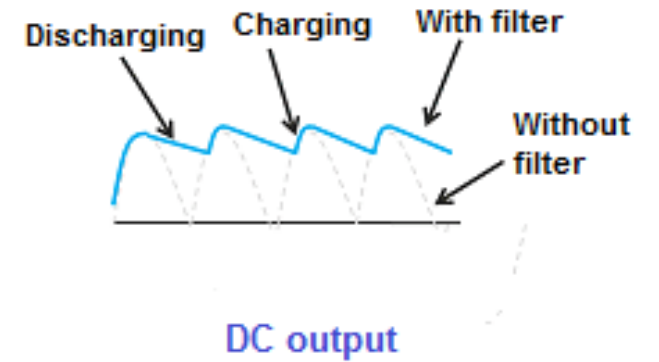 Discharging
Charging
With filter
Without
filter
DC output